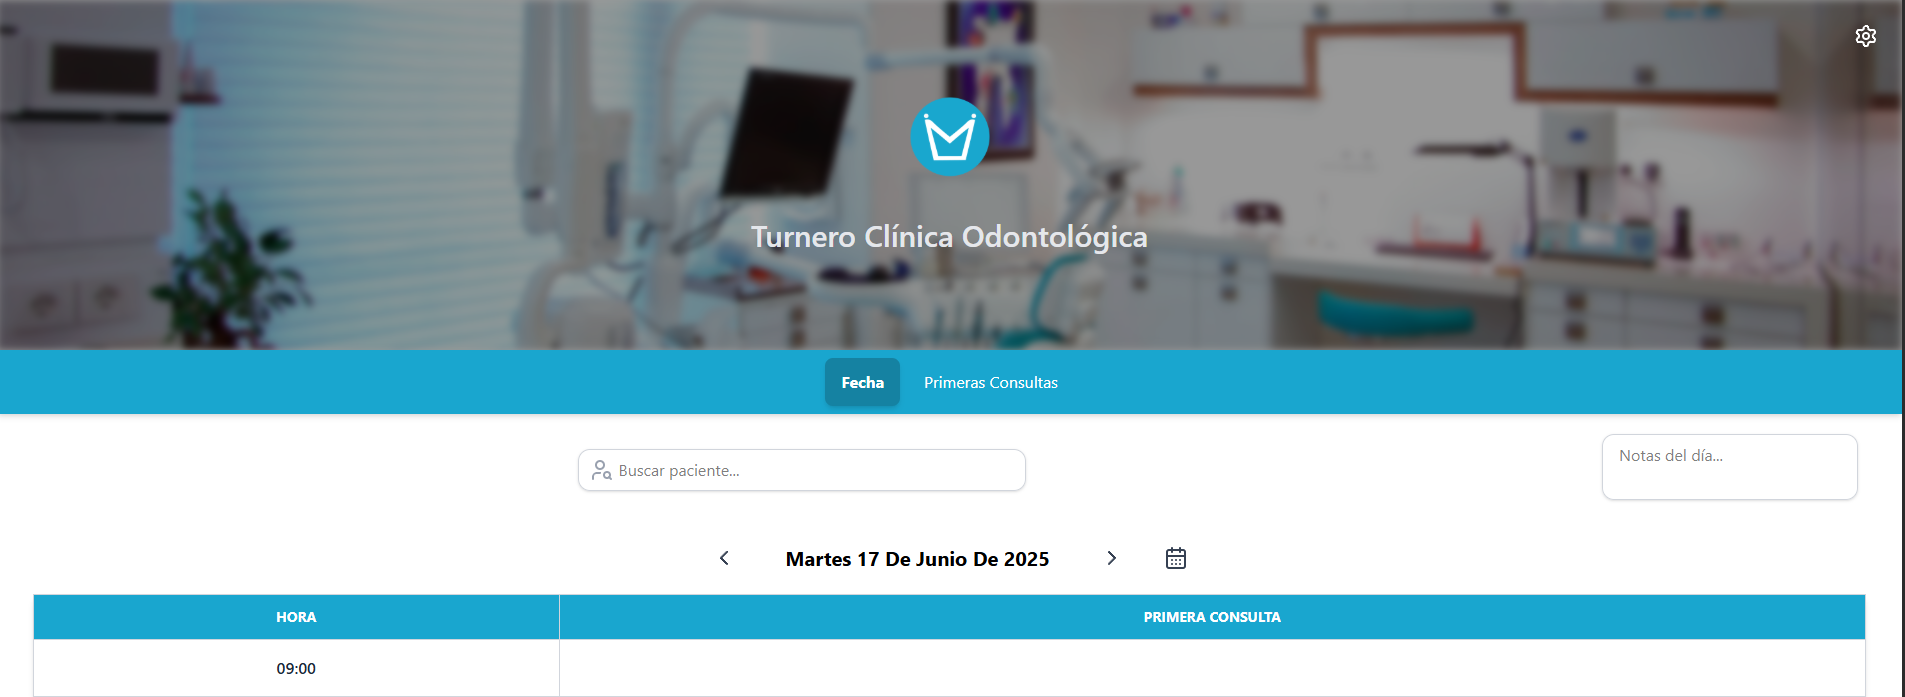 Turnero Clínica Odontológica
Fecha
Primeras Consultas
Buscar paciente...
Notas del día...
Martes 17 De Junio De 2025
HORA
PRIMERA CONSULTA
09:00